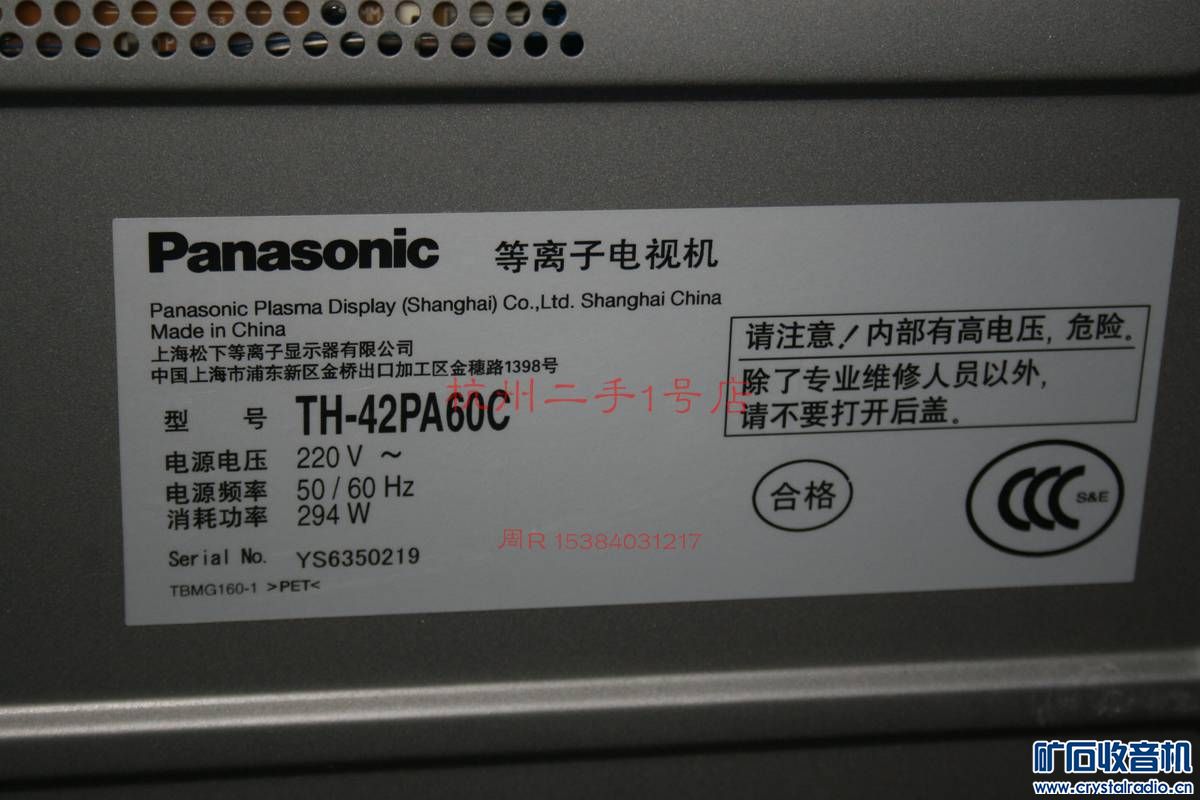 Panasonic 等离子电视机
Panasonic Plasma Display (Shanghai) Co.,Ltd. Shanghai China
Made in China
上海松下等离子显示器有限公司
中国上海市浦东新区金桥出口加工区金穗路1398号
型 号 TH-42PA60C
电源电压 220 V ～
电源频率 50 / 60 Hz
消耗功率 294 W
Serial No. YS6350219
TBMG160-1 >PET<
请注意！内部有高电压, 危险。
除了专业维修人员以外,
请不要打开后盖。
合格
CCC S&E
杭州二手1号店
周R 15384031217
矿石收音机
www.crystalradio.cn